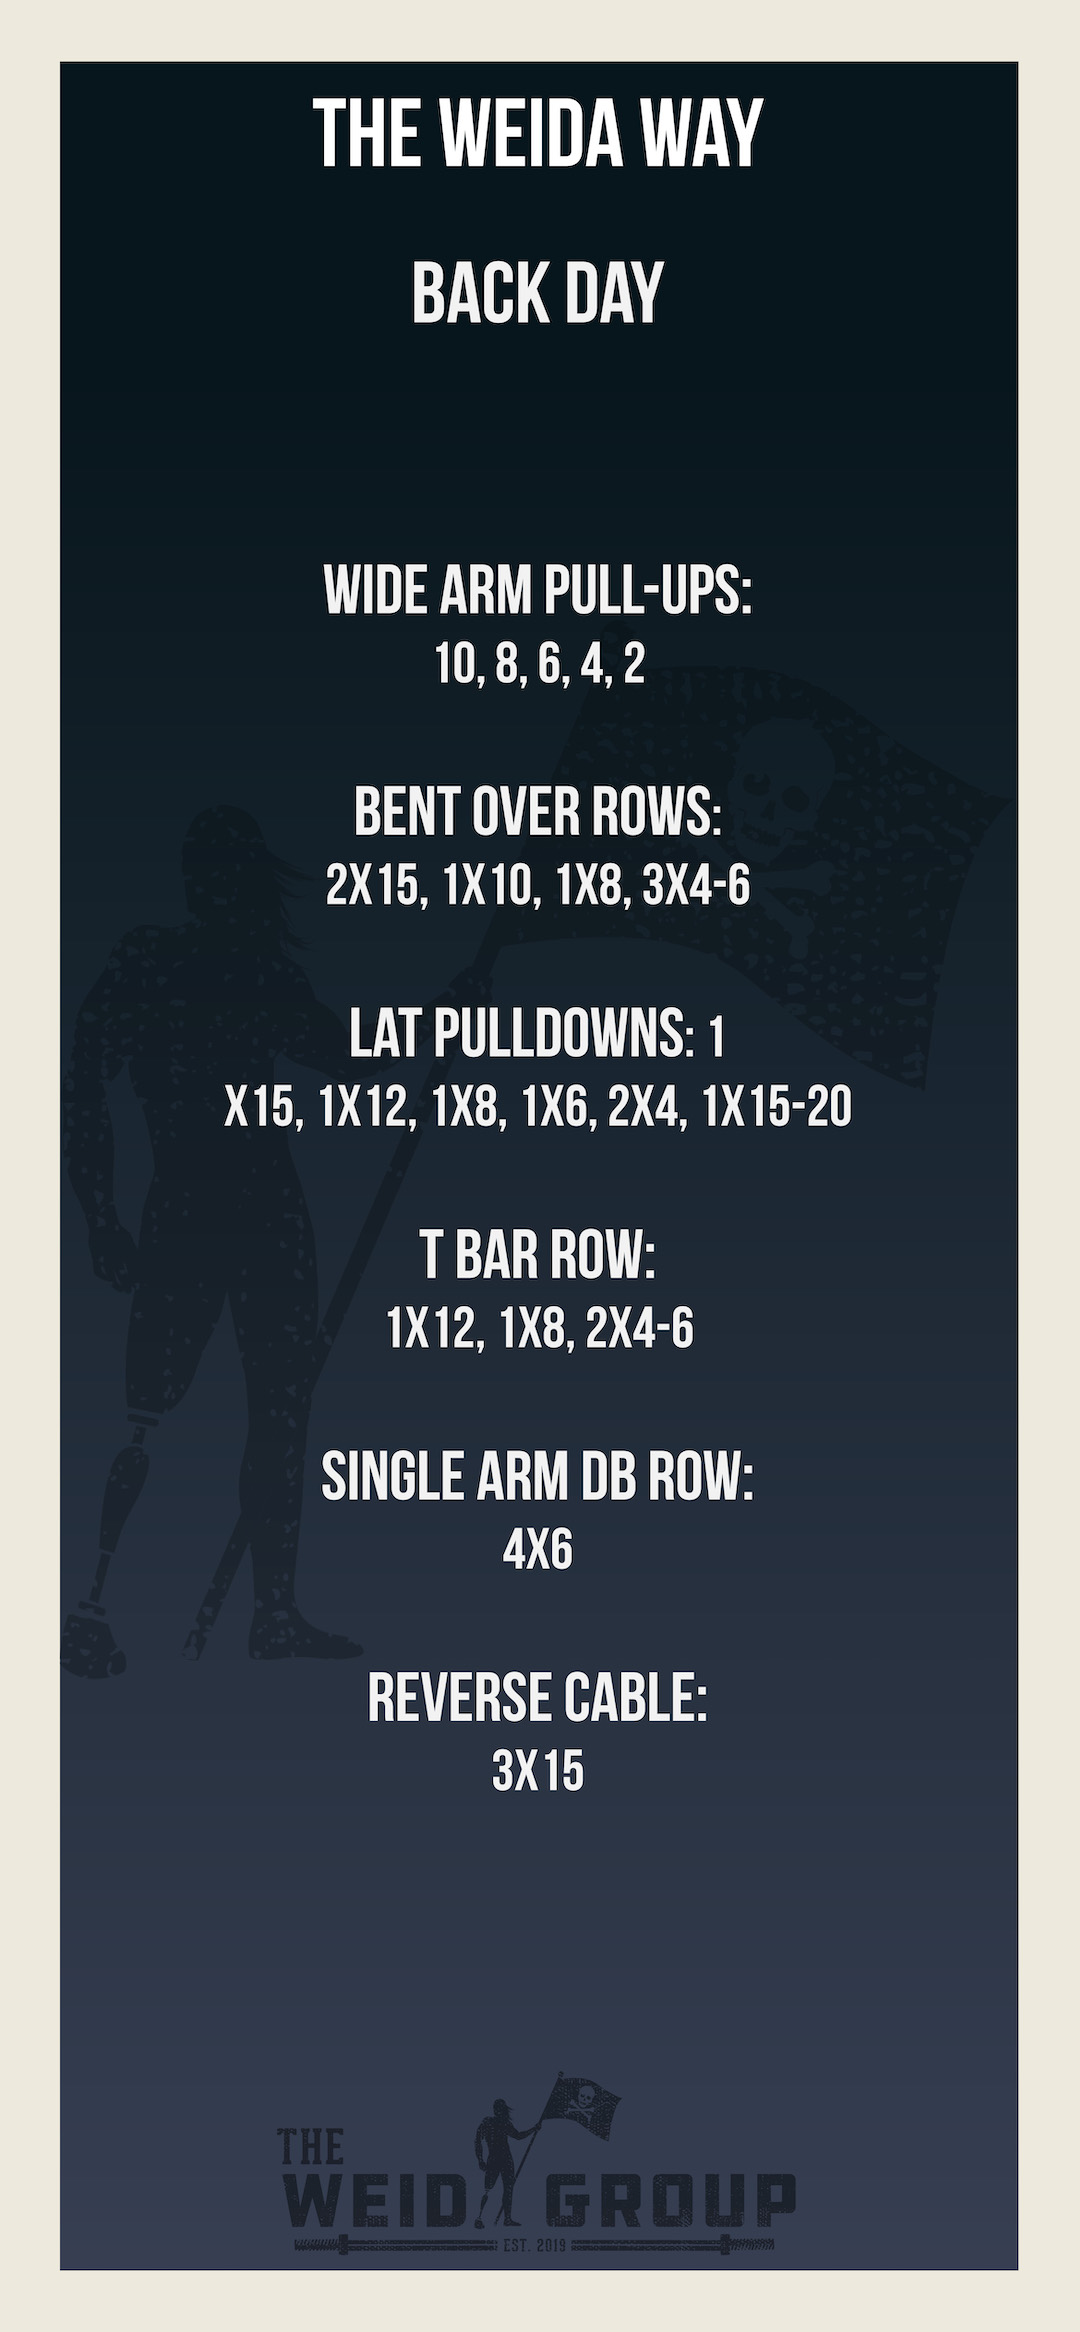 THE WEIDA WAY
BACK DAY
WIDE ARM PULL-UPS:
10, 8, 6, 4, 2
BENT OVER ROWS:
2X15, 1X10, 1X8, 3X4-6
LAT PULLDOWNS: 1
X15, 1X12, 1X8, 1X6, 2X4, 1X15-20
T BAR ROW:
1X12, 1X8, 2X4-6
SINGLE ARM DB ROW:
4X6
REVERSE CABLE:
3X15
THE
WEID GROUP
EST. 2019